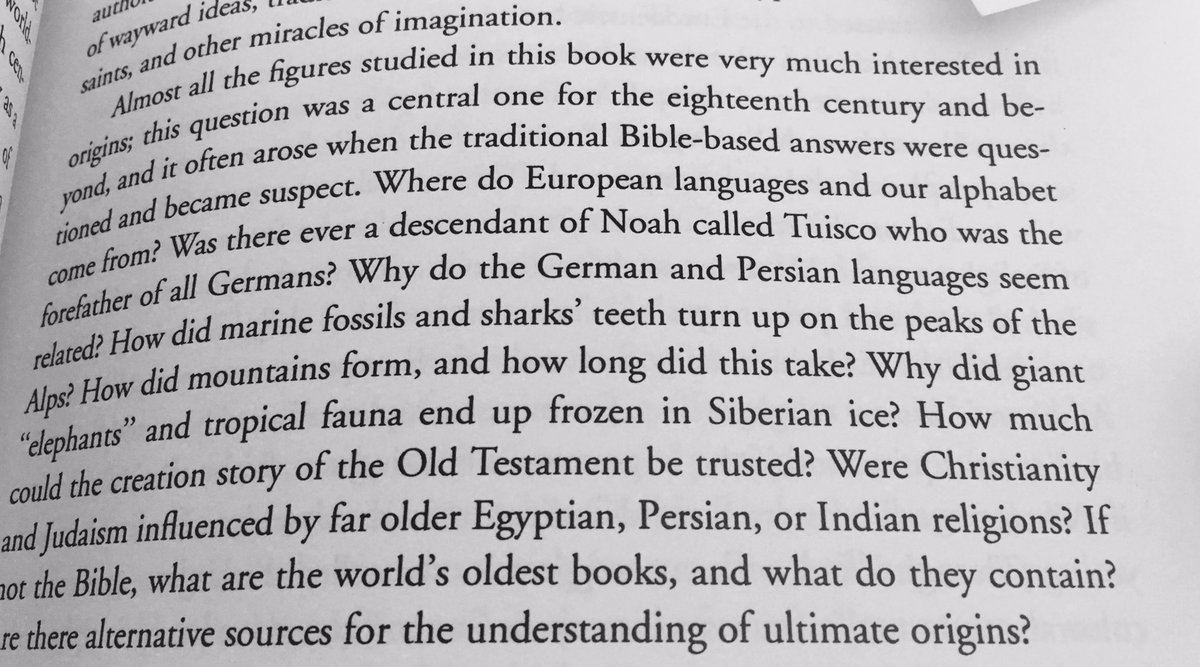 world.
h cen
as a
of
of wayward ideas,
saints, and other miracles of imagination.
Almost all the figures studied in this book were very much interested in
origins; this question was a central one for the eighteenth century and be-
yond, and it often arose when the traditional Bible-based answers were ques-
tioned and became suspect. Where do European languages and our alphabet
come from? Was there ever a descendant of Noah called Tuisco who was the
forefather of all Germans? Why do the German and Persian languages seem
related? How did marine fossils and sharks’ teeth turn up on the peaks of the
Alps? How did mountains form, and how long did this take? Why did giant
“elephants” and tropical fauna end up frozen in Siberian ice? How much
could the creation story of the Old Testament be trusted? Were Christianity
and Judaism influenced by far older Egyptian, Persian, or Indian religions? If
not the Bible, what are the world’s oldest books, and what do they contain?
re there alternative sources for the understanding of ultimate origins?